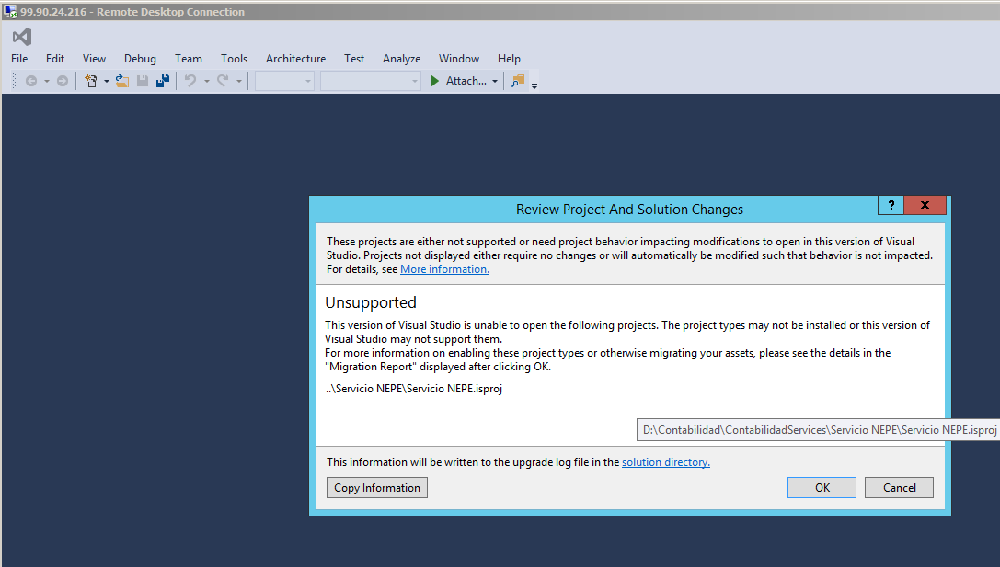 99.90.24.216 - Remote Desktop Connection
File Edit View Debug Team Tools Architecture Test Analyze Window Help
Attach...
Review Project And Solution Changes
? x
These projects are either not supported or need project behavior impacting modifications to open in this version of Visual
Studio. Projects not displayed either require no changes or will automatically be modified such that behavior is not impacted.
For details, see More information.
Unsupported
This version of Visual Studio is unable to open the following projects. The project types may not be installed or this version of
Visual Studio may not support them.
For more information on enabling these project types or otherwise migrating your assets, please see the details in the
"Migration Report" displayed after clicking OK.
..\Servicio NEPE\Servicio NEPE.isproj
D:\Contabilidad\ContabilidadServices\Servicio NEPE\Servicio NEPE.isproj
This information will be written to the upgrade log file in the solution directory.
Copy Information OK Cancel